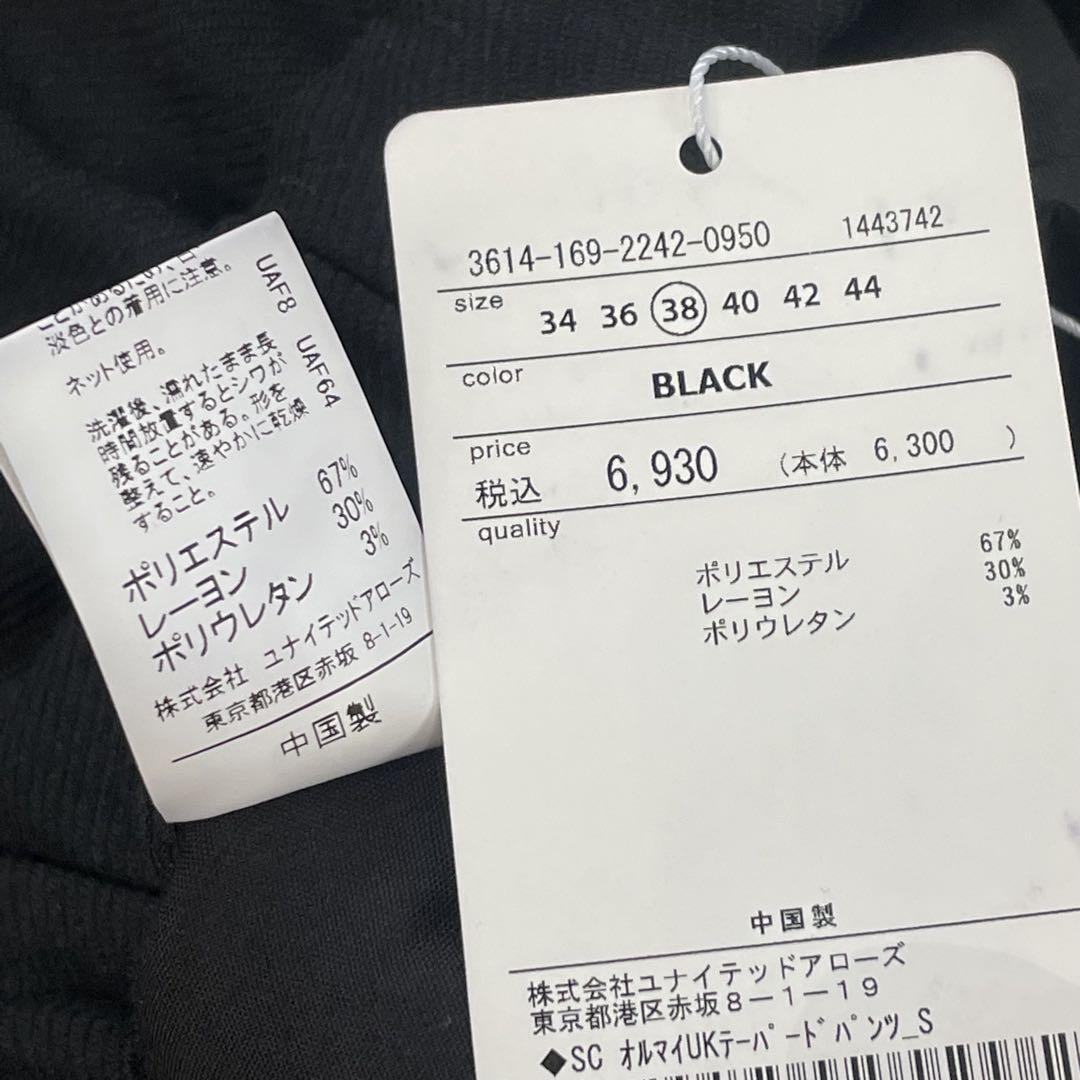 淡色との着用に注意。
ネット使用。
洗濯後、濡れたまま長
時間放置するとシワが
残ることがある。形を
整えて、速やかに乾燥
すること。
UAF8 UAF64
ポリエステル 67%
レーヨン 30%
ポリウレタン 3%
株式会社 ユナイテッドアローズ
東京都港区赤坂 8-1-19
中国製
3614-169-2242-0950 1443742
size 34 36 38 40 42 44
color BLACK
price
税込 6,930 (本体 6,300 )
quality
ポリエステル 67%
レーヨン 30%
ポリウレタン 3%
中国製
株式会社ユナイテッドアローズ
東京都港区赤坂8－1－19
◆SC オルマイUKテーパードパンツ_S